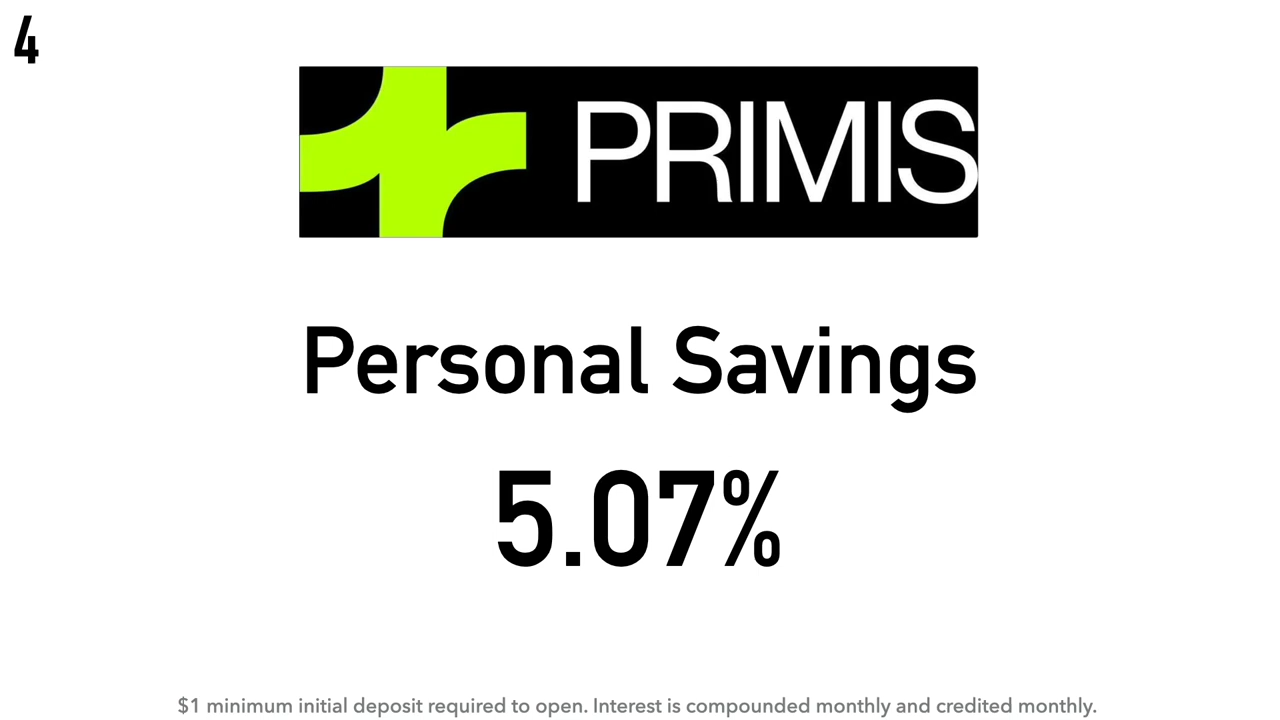 4
PRIMIS
Personal Savings
5.07%
$1 minimum initial deposit required to open. Interest is compounded monthly and credited monthly.